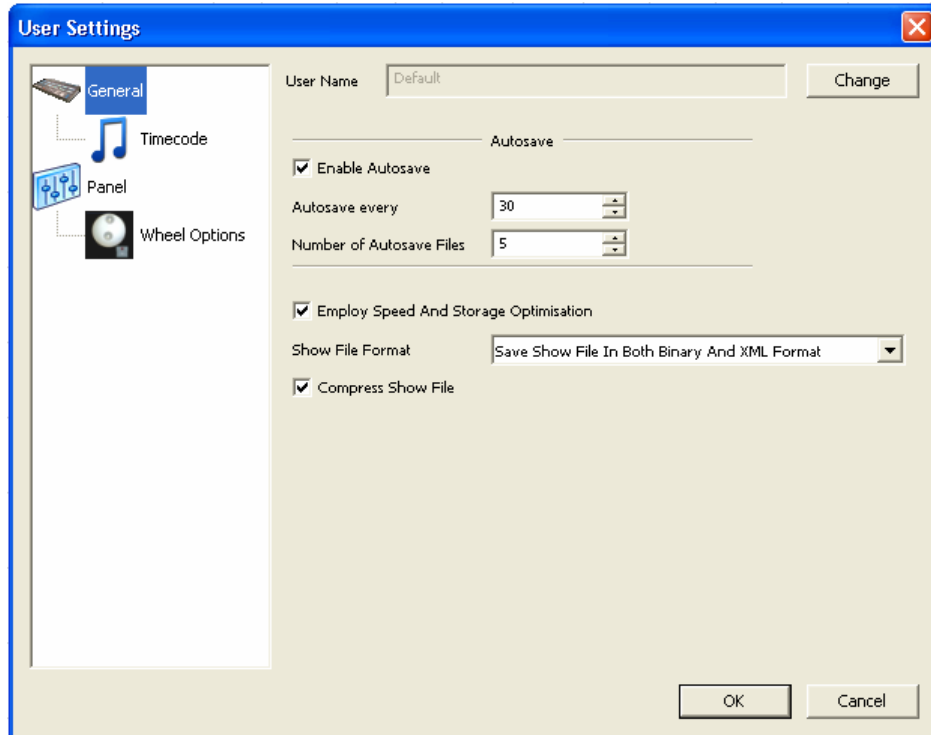 User Settings
General
Timecode
Panel
Wheel Options
User Name
Default
Change
Autosave
Enable Autosave
Autosave every
30
Number of Autosave Files
5
Employ Speed And Storage Optimisation
Show File Format
Save Show File In Both Binary And XML Format
Compress Show File
OK
Cancel